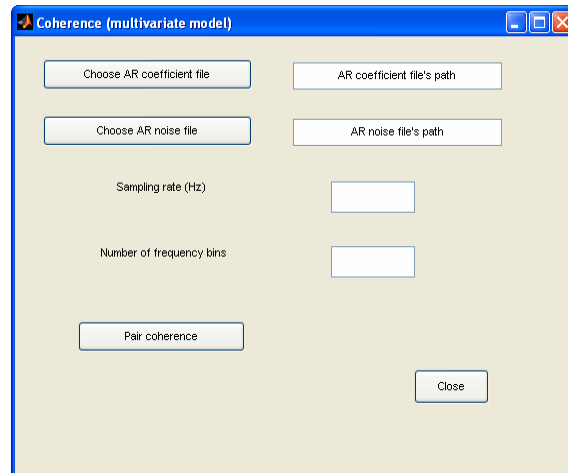 Coherence (multivariate model)
Choose AR coefficient file
AR coefficient file's path
Choose AR noise file
AR noise file's path
Sampling rate (Hz)
Number of frequency bins
Pair coherence
Close